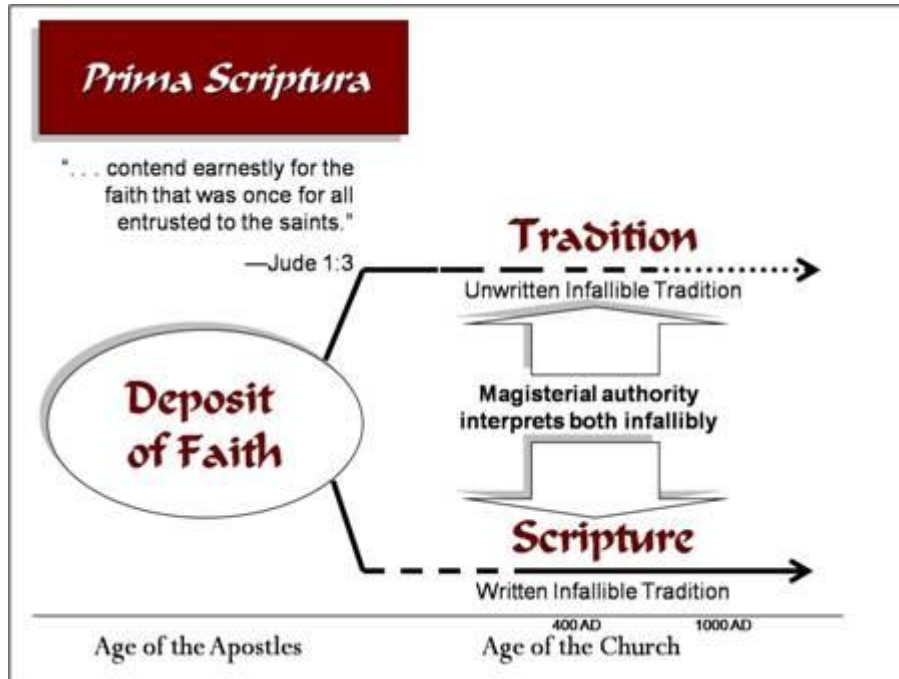 Prima Scriptura
". . . contend earnestly for the
faith that was once for all
entrusted to the saints."
—Jude 1:3
Tradition
Unwritten Infallible Tradition
Deposit
of Faith
Magisterial authority
interprets both infallibly
Scripture
Written Infallible Tradition
400 AD
1000 AD
Age of the Apostles
Age of the Church